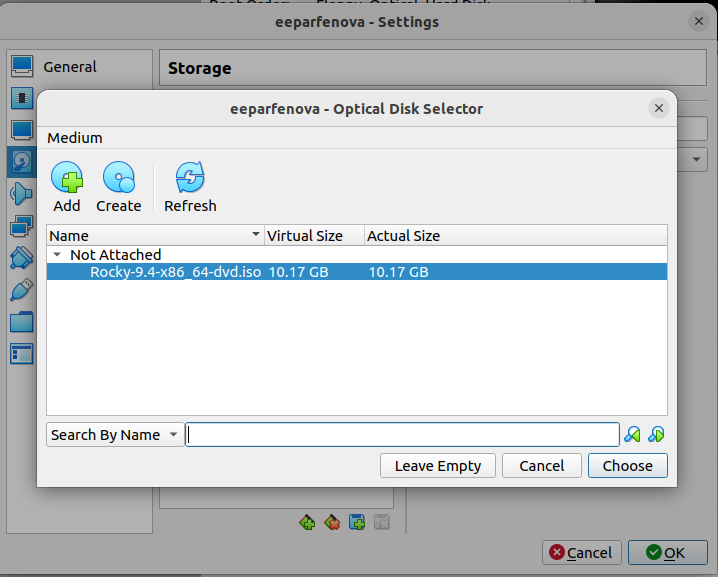 eeparfenova - Settings
General
Storage
eeparfenova - Optical Disk Selector
Medium
Add Create Refresh
Name Virtual Size Actual Size
Not Attached
Rocky-9.4-x86_64-dvd.iso 10.17 GB 10.17 GB
Search By Name
Leave Empty Cancel Choose
Cancel OK